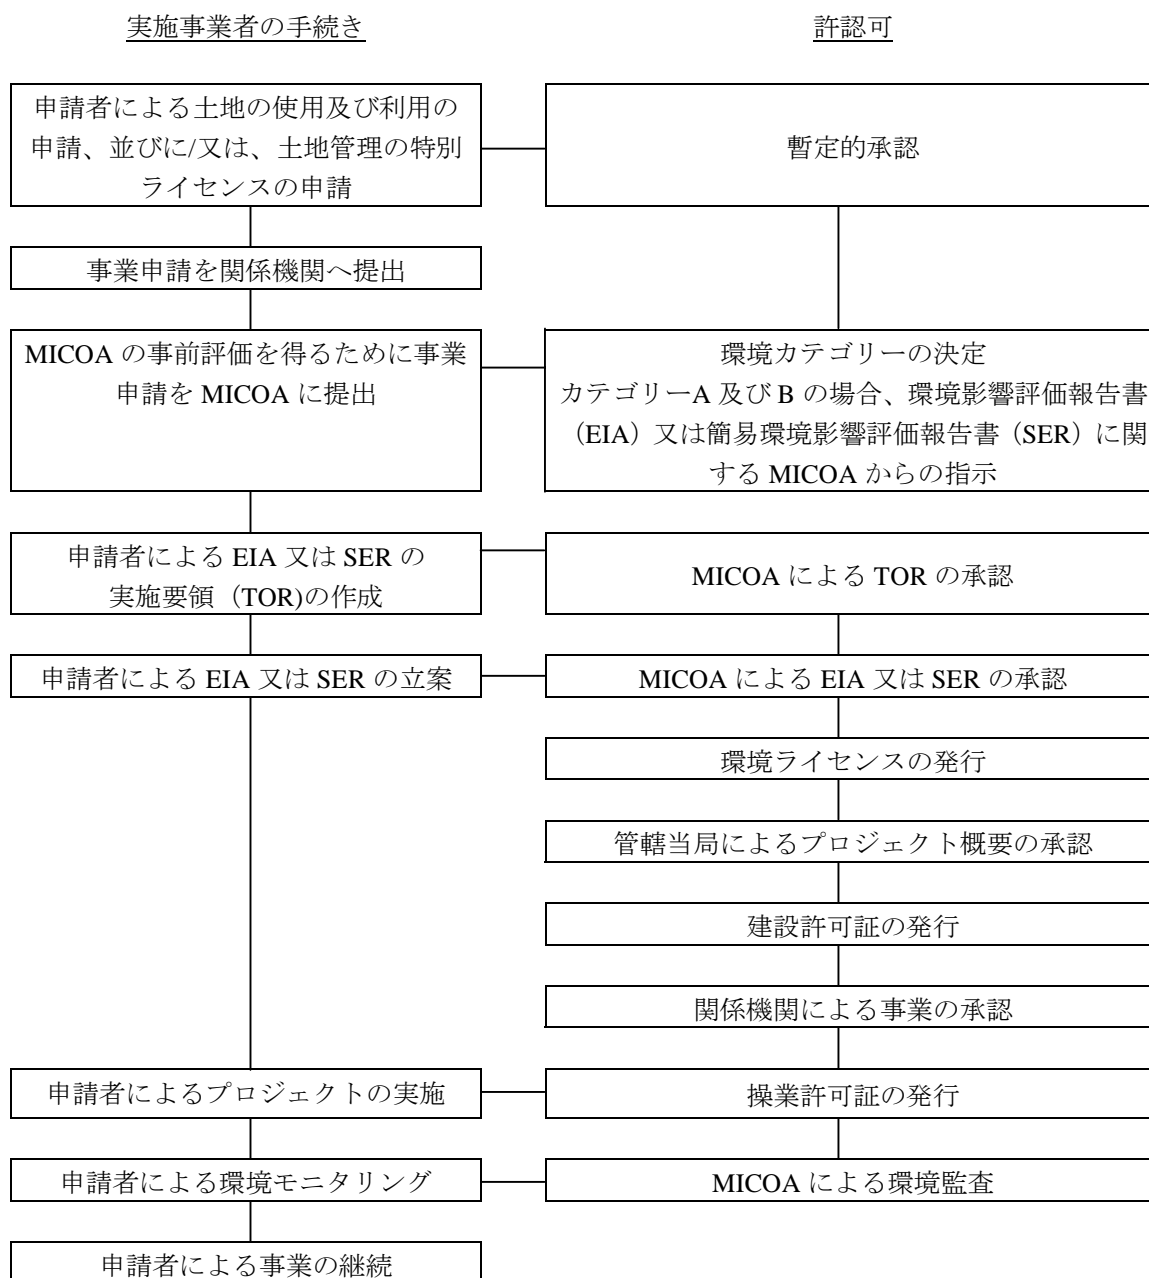 実施事業者の手続き
許認可
申請者による土地の使用及び利用の
申請、並びに/又は、土地管理の特別
ライセンスの申請
暫定的承認
事業申請を関係機関へ提出
MICOA の事前評価を得るために事業
申請を MICOA に提出
環境カテゴリーの決定
カテゴリーA 及び B の場合、環境影響評価報告書
（EIA）又は簡易環境影響評価報告書（SER）に関
する MICOA からの指示
申請者による EIA 又は SER の
実施要領（TOR)の作成
MICOA による TOR の承認
申請者による EIA 又は SER の立案
MICOA による EIA 又は SER の承認
環境ライセンスの発行
管轄当局によるプロジェクト概要の承認
建設許可証の発行
関係機関による事業の承認
申請者によるプロジェクトの実施
操業許可証の発行
申請者による環境モニタリング
MICOA による環境監査
申請者による事業の継続